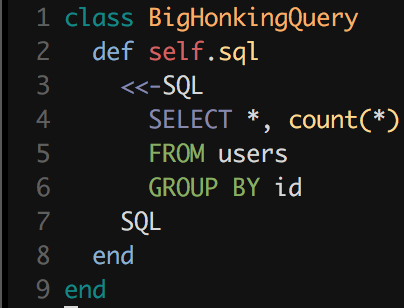 1 class BigHonkingQuery
2   def self.sql
3     <<-SQL
4       SELECT *, count(*)
5       FROM users
6       GROUP BY id
7     SQL
8   end
9 end